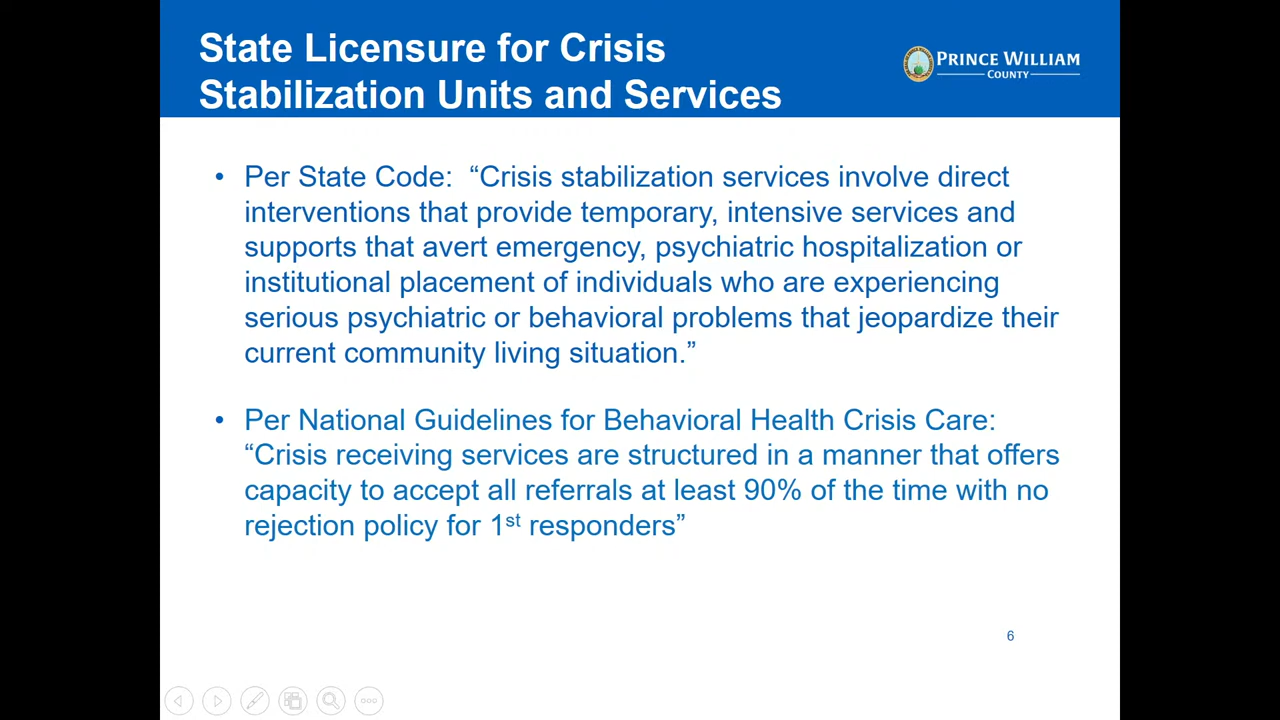 State Licensure for Crisis
Stabilization Units and Services
PRINCE WILLIAM
COUNTY
• Per State Code:  “Crisis stabilization services involve direct
interventions that provide temporary, intensive services and
supports that avert emergency, psychiatric hospitalization or
institutional placement of individuals who are experiencing
serious psychiatric or behavioral problems that jeopardize their
current community living situation.”
• Per National Guidelines for Behavioral Health Crisis Care:
“Crisis receiving services are structured in a manner that offers
capacity to accept all referrals at least 90% of the time with no
rejection policy for 1st responders”
6